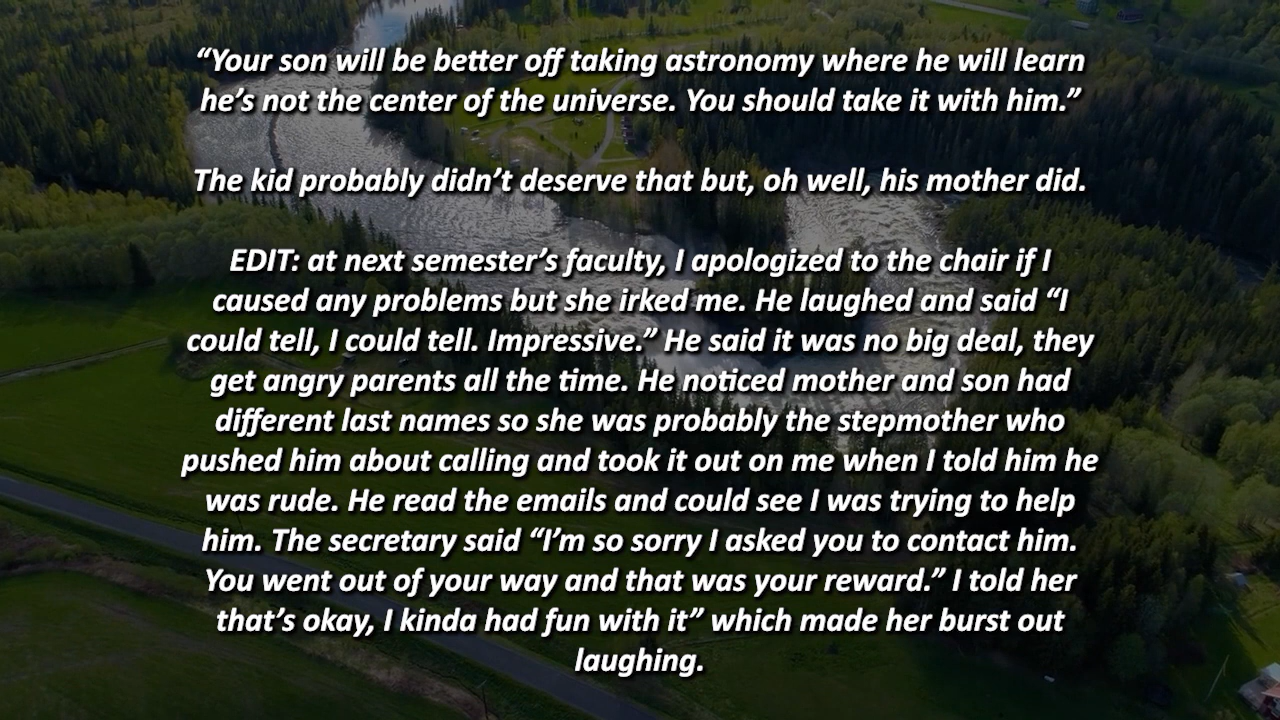 “Your son will be better off taking astronomy where he will learn
he’s not the center of the universe. You should take it with him.”
The kid probably didn’t deserve that but, oh well, his mother did.
EDIT: at next semester’s faculty, I apologized to the chair if I
caused any problems but she irked me. He laughed and said “I
could tell, I could tell. Impressive.” He said it was no big deal, they
get angry parents all the time. He noticed mother and son had
different last names so she was probably the stepmother who
pushed him about calling and took it out on me when I told him he
was rude. He read the emails and could see I was trying to help
him. The secretary said “I’m so sorry I asked you to contact him.
You went out of your way and that was your reward.” I told her
that’s okay, I kinda had fun with it” which made her burst out
laughing.